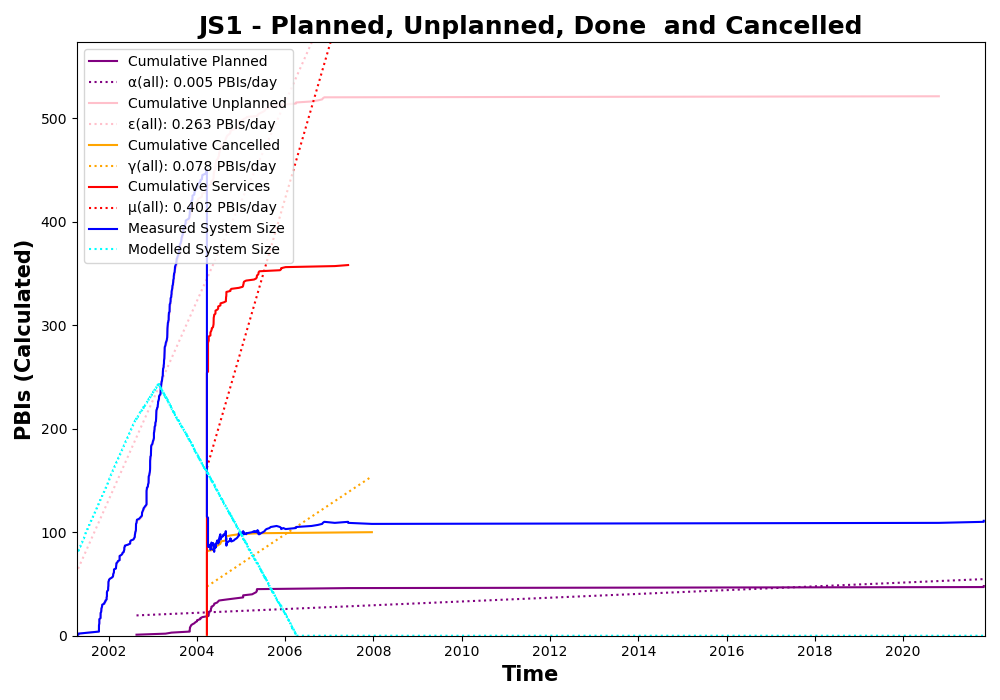 JS1 - Planned, Unplanned, Done  and Cancelled
Cumulative Planned
α(all): 0.005 PBIs/day
Cumulative Unplanned
ε(all): 0.263 PBIs/day
Cumulative Cancelled
γ(all): 0.078 PBIs/day
Cumulative Services
μ(all): 0.402 PBIs/day
Measured System Size
Modelled System Size
PBIs (Calculated)
500
400
300
200
100
0
2002 2004 2006 2008 2010 2012 2014 2016 2018 2020
Time